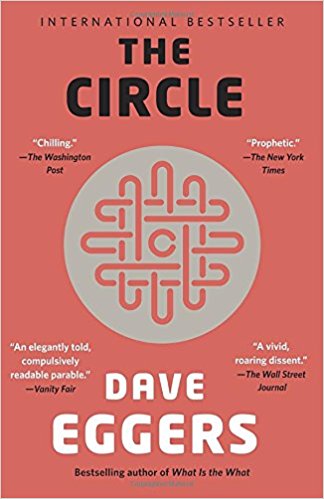 INTERNATIONAL BESTSELLER
THE
CIRCLE
“Chilling.”
—The Washington
Post
“Prophetic.”
—The New York
Times
C
“An elegantly told,
compulsively
readable parable.”
—Vanity Fair
“A vivid,
roaring dissent.”
—The Wall Street
Journal
DAVE
EGGERS
Bestselling author of What Is the What